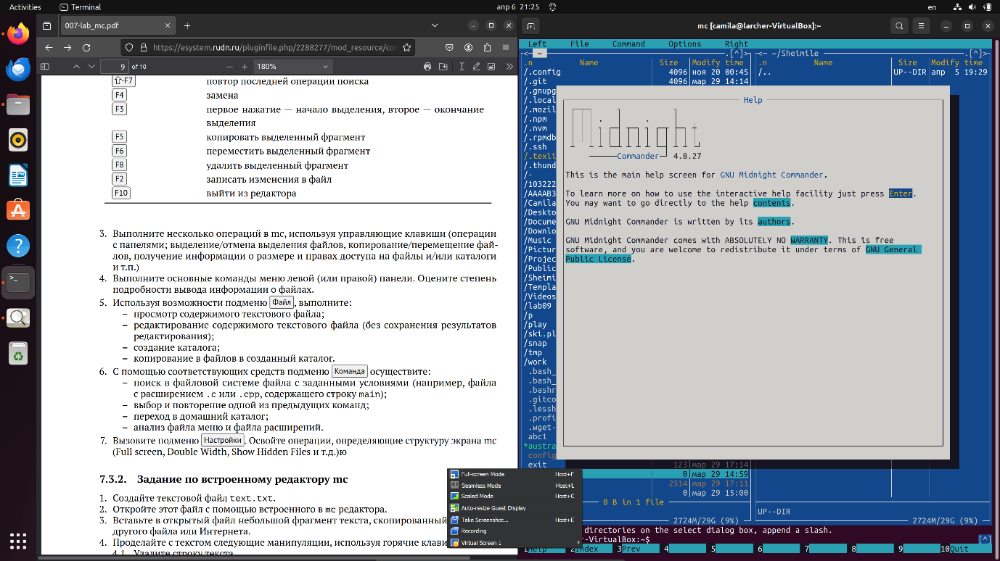 Activities
Terminal
апр 6 21:25
en
007-lab_mc.pdf
https://esystem.rudn.ru/pluginfile.php/2288277/mod_resource/con
9 of 10
180%
⇧-F7 повтор последней операции поиска
F4 замена
F3 первое нажатие — начало выделения, второе — окончание
выделения
F5 копировать выделенный фрагмент
F6 переместить выделенный фрагмент
F8 удалить выделенный фрагмент
F2 записать изменения в файл
F10 выйти из редактора
3. Выполните несколько операций в mc, используя управляющие клавиши (операции
с панелями; выделение/отмена выделения файлов, копирование/перемещение фай-
лов, получение информации о размере и правах доступа на файлы и/или каталоги
и т.п.)
4. Выполните основные команды меню левой (или правой) панели. Оцените степень
подробности вывода информации о файлах.
5. Используя возможности подменю Файл, выполните:
– просмотр содержимого текстового файла;
– редактирование содержимого текстового файла (без сохранения результатов
редактирования);
– создание каталога;
– копирование в файлов в созданный каталог.
6. С помощью соответствующих средств подменю Команда осуществите:
– поиск в файловой системе файла с заданными условиями (например, файла
с расширением .c или .cpp, содержащего строку main);
– выбор и повторение одной из предыдущих команд;
– переход в домашний каталог;
– анализ файла меню и файла расширений.
7. Вызовите подменю Настройки. Освойте операции, определяющие структуру экрана mc
(Full screen, Double Width, Show Hidden Files и т.д.)ю
7.3.2. Задание по встроенному редактору mc
1. Создайте текстовой файл text.txt.
2. Откройте этот файл с помощью встроенного в mc редактора.
3. Вставьте в открытый файл небольшой фрагмент текста, скопированный
другого файла или Интернета.
4. Проделайте с текстом следующие манипуляции, используя горячие клави
4.1. Удалите строку текста
Full-screen Mode Host+F
Seamless Mode Host+L
Scaled Mode Host+C
Auto-resize Guest Display
Take Screenshot... Host+E
Recording
Virtual Screen 1
mc [camila@larcher-VirtualBox]:~
Left File Command Options Right
<— ~ .[^]>
<— ~/Sheimile .[^]>
.n Name Size Modify time
.n Name Size Modify time
/.config 4096 ноя 20 00:45
/.. UP--DIR апр 5 19:29
/.git 4096 мар 29 14:14
/.gnupg
/.local
/.mozil
/.npm
/.nvm
/.rpmdb
/.ssh
/.texli
/.thund
/-
/103222
/AAAAB3
/Camila
/Deskto
/Docume
/Downlo
/Music
/Pictur
/Projec
/Public
/Sheimi
/Templa
/Videos
/lab09
/p
/play
/ski.pl
/snap
/tmp
/work
.bash_
.bash_
.bashr
.gitco
.lessh
.profi
.wget-
abc1
*austra
config
exit
123 мар 29 17:14
0 мар 29 14:59
2514 мар 29 17:11
0 мар 29 15:00
0 B in 1 file
UP--DIR
2724M/29G (9%)
2724M/29G (9%)
Help
Midnight
Commander 4.8.27
This is the main help screen for GNU Midnight Commander.
To learn more on how to use the interactive help facility just press Enter.
You may want to go directly to the help contents.
GNU Midnight Commander is written by its authors.
GNU Midnight Commander comes with ABSOLUTELY NO WARRANTY. This is free
software, and you are welcome to redistribute it under terms of GNU General
Public License.
directories on the select dialog box, append a slash.
er-VirtualBox:~$
[^]
1Help 2Index 3Prev 4 5 6 7 8 9 10Quit